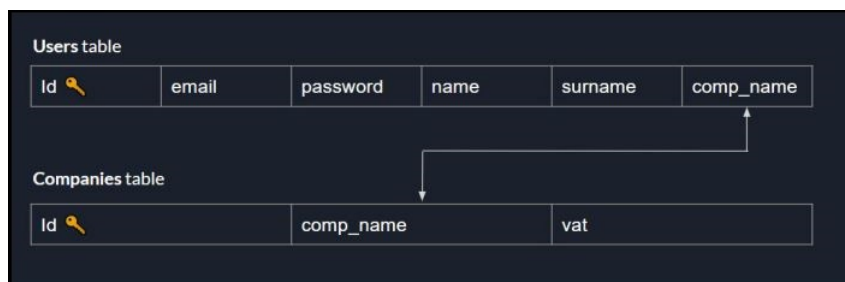 Users table
Id email password name surname comp_name
Companies table
Id comp_name vat